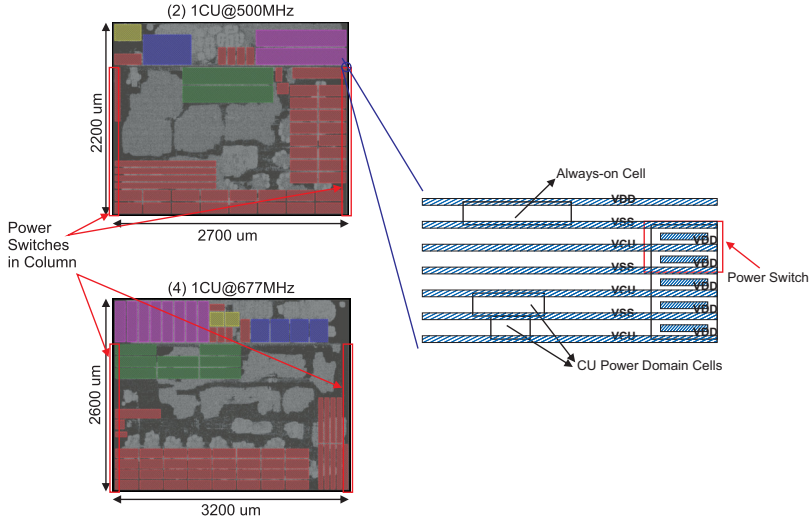 (2) 1CU@500MHz
2200 um
2700 um
Power
Switches
in Column
(4) 1CU@677MHz
2600 um
3200 um
Always-on Cell
VDD
VSS
VDD
VCU
VDD
VSS
Power Switch
VDD
VCU
VDD
VSS
VDD
VCU
CU Power Domain Cells